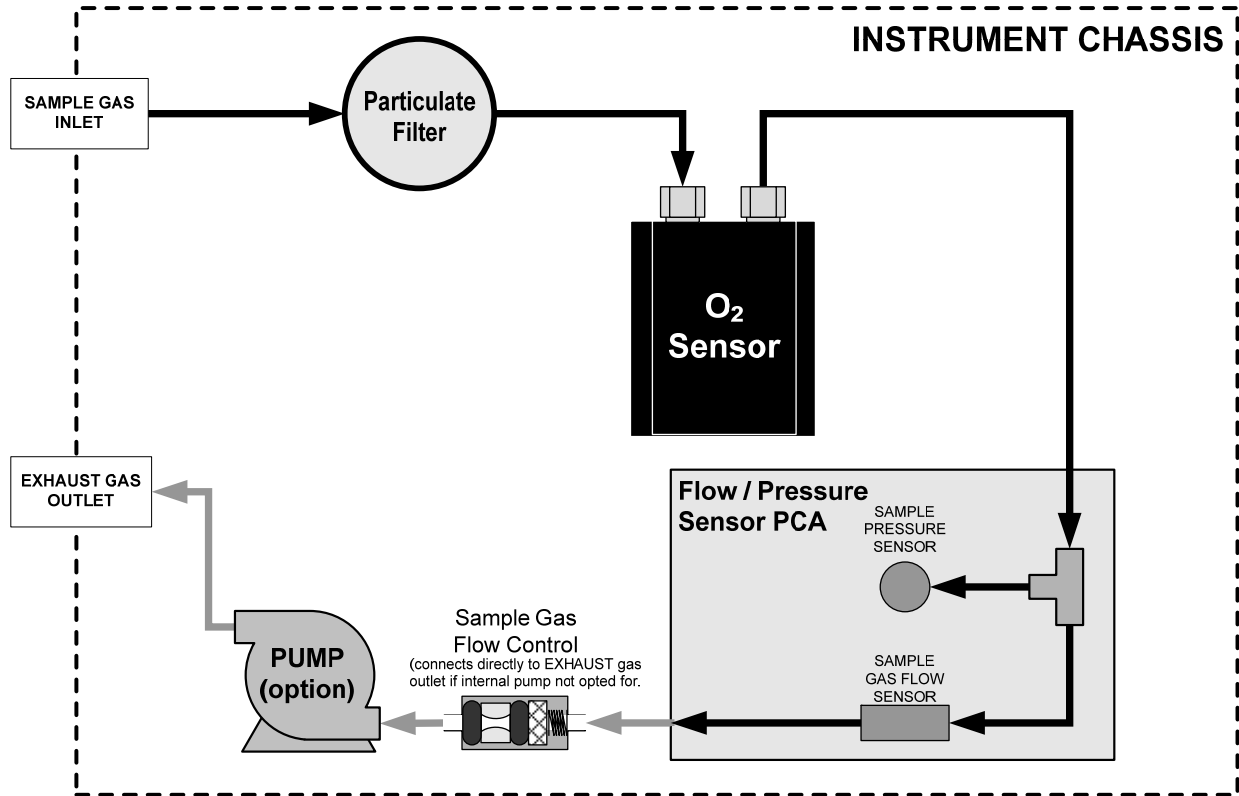 INSTRUMENT CHASSIS
SAMPLE GAS
INLET
Particulate
Filter
O₂
Sensor
EXHAUST GAS
OUTLET
Flow / Pressure
Sensor PCA
SAMPLE
PRESSURE
SENSOR
Sample Gas
Flow Control
(connects directly to EXHAUST gas
outlet if internal pump not opted for.
PUMP
(option)
SAMPLE
GAS FLOW
SENSOR